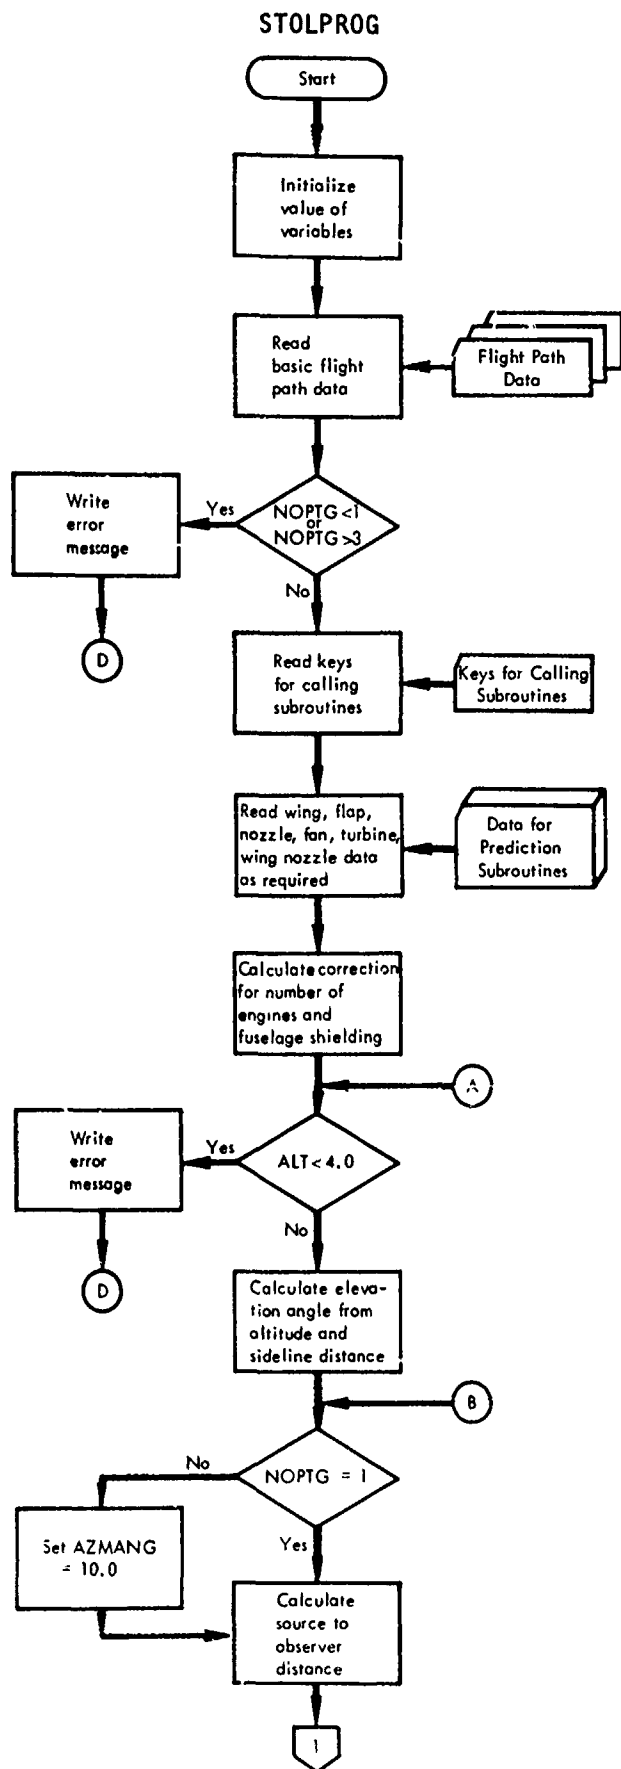 STOLPROG
Start
Initialize
value of
variables
Read
basic flight
path data
Flight Path
Data
NOPTG <1
or
NOPTG >3
Yes
Write
error
message
D
No
Read keys
for calling
subroutines
Keys for Calling
Subroutines
Read wing, flap,
nozzle, fan, turbine,
wing nozzle data
as required
Data for
Prediction
Subroutines
Calculate correction
for number of
engines and
fuselage shielding
A
ALT < 4.0
Yes
Write
error
message
D
No
Calculate eleva-
tion angle from
altitude and
sideline distance
B
NOPTG = 1
No
Set AZMANG
= 10.0
Yes
Calculate
source to
observer
distance
1